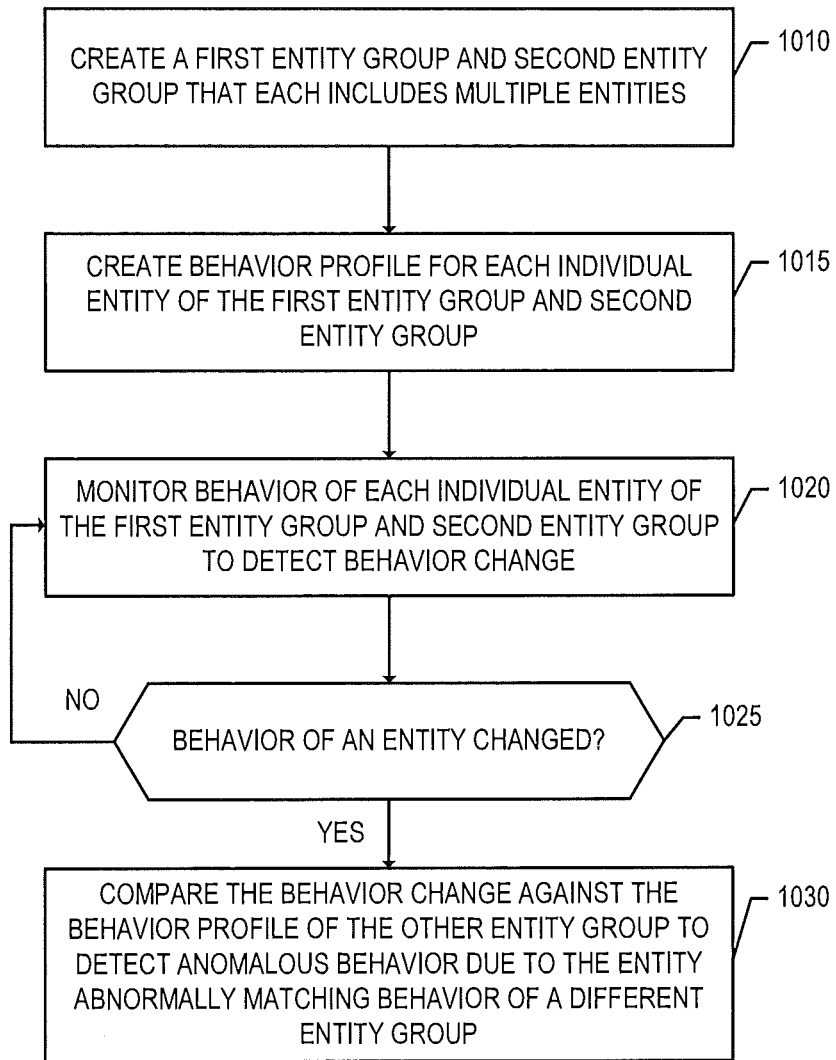 CREATE A FIRST ENTITY GROUP AND SECOND ENTITY
GROUP THAT EACH INCLUDES MULTIPLE ENTITIES
1010
CREATE BEHAVIOR PROFILE FOR EACH INDIVIDUAL
ENTITY OF THE FIRST ENTITY GROUP AND SECOND
ENTITY GROUP
1015
MONITOR BEHAVIOR OF EACH INDIVIDUAL ENTITY OF
THE FIRST ENTITY GROUP AND SECOND ENTITY GROUP
TO DETECT BEHAVIOR CHANGE
1020
NO
BEHAVIOR OF AN ENTITY CHANGED?
1025
YES
COMPARE THE BEHAVIOR CHANGE AGAINST THE
BEHAVIOR PROFILE OF THE OTHER ENTITY GROUP TO
DETECT ANOMALOUS BEHAVIOR DUE TO THE ENTITY
ABNORMALLY MATCHING BEHAVIOR OF A DIFFERENT
ENTITY GROUP
1030